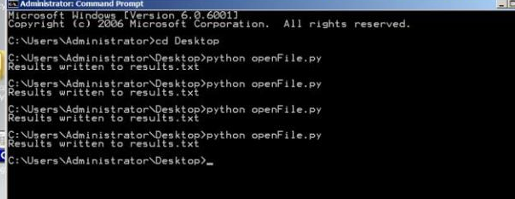 Administrator: Command Prompt
Microsoft Windows [Version 6.0.6001]
Copyright (c) 2006 Microsoft Corporation.  All rights reserved.
C:\Users\Administrator>cd Desktop
C:\Users\Administrator\Desktop>python openFile.py
Results written to results.txt
C:\Users\Administrator\Desktop>python openFile.py
Results written to results.txt
C:\Users\Administrator\Desktop>python openFile.py
Results written to results.txt
C:\Users\Administrator\Desktop>python openFile.py
Results written to results.txt
C:\Users\Administrator\Desktop>_